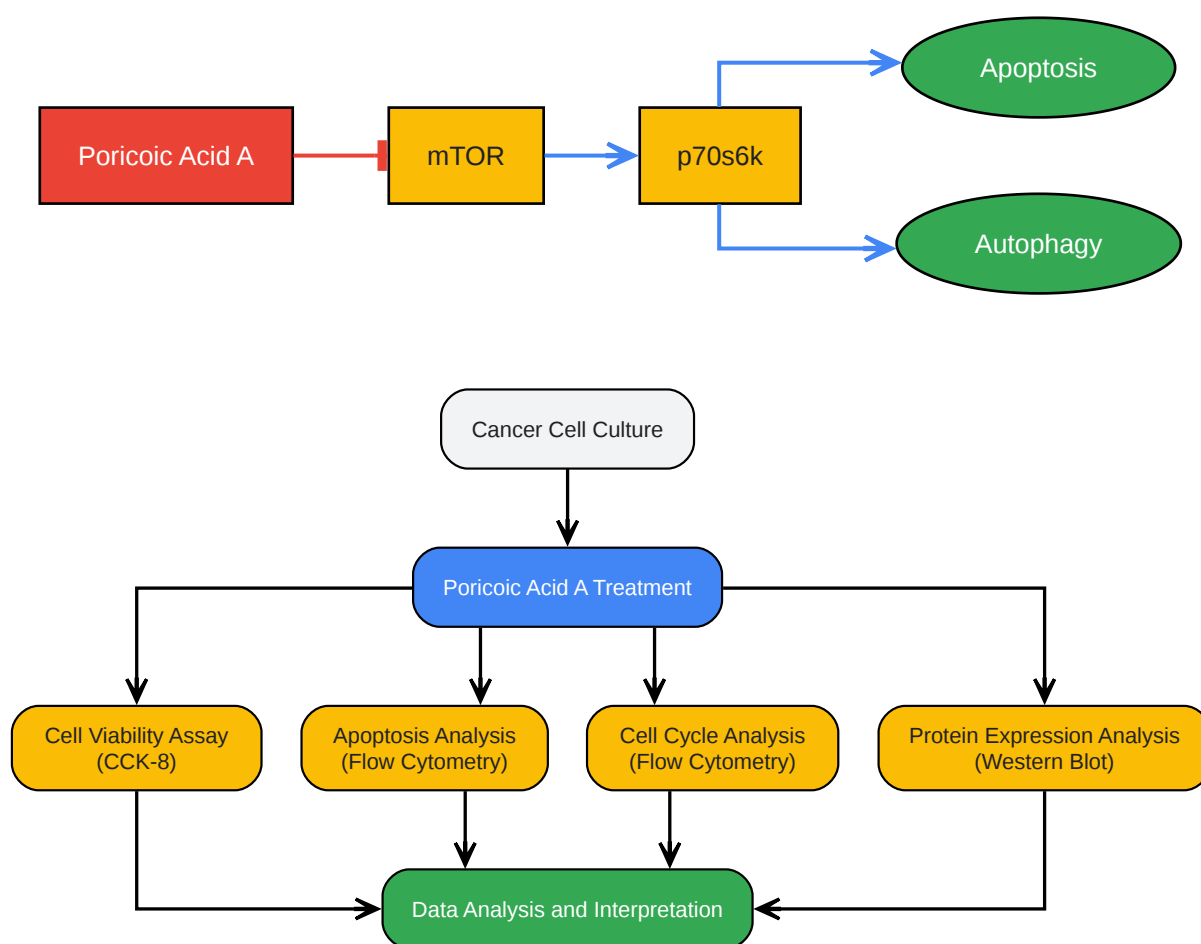 Apoptosis
Poricoic Acid A
mTOR
p70s6k
Autophagy
Cancer Cell Culture
Poricoic Acid A Treatment
Cell Viability Assay
(CCK-8)
Apoptosis Analysis
(Flow Cytometry)
Cell Cycle Analysis
(Flow Cytometry)
Protein Expression Analysis
(Western Blot)
Data Analysis and Interpretation